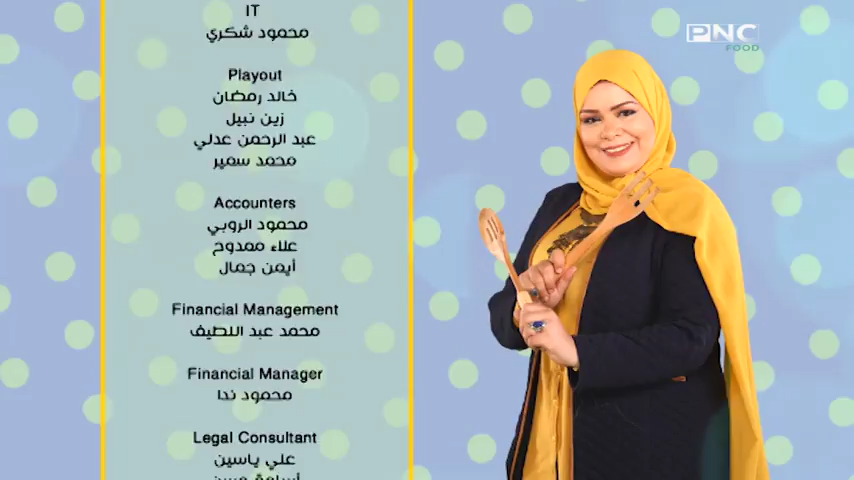 PNC
FOOD
IT
محمود شكري
Playout
خالد رمضان
زين نبيل
عبد الرحمن عدلي
محمد سمير
Accounters
محمود الروبي
علاء ممدوح
أيمن جمال
Financial Management
محمد عبد اللطيف
Financial Manager
محمود ندا
Legal Consultant
علي ياسين